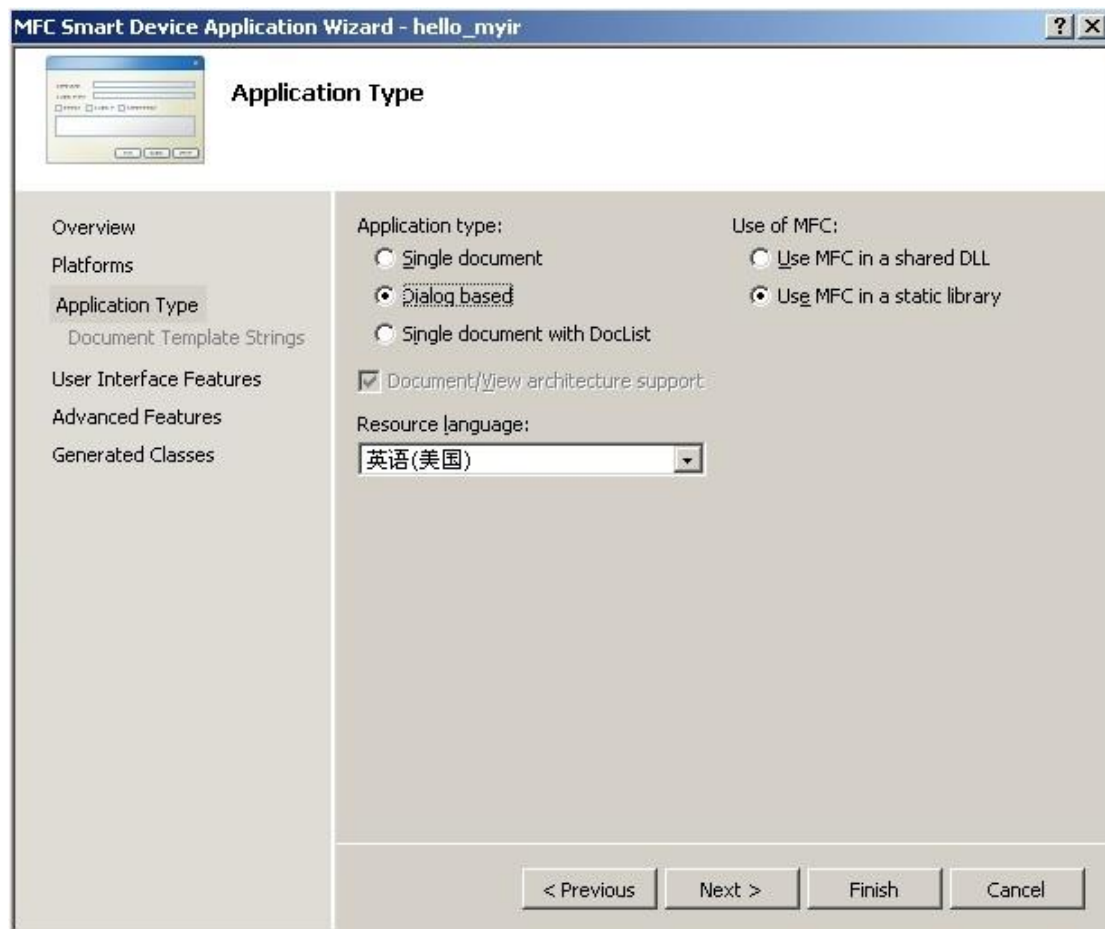 MFC Smart Device Application Wizard - hello_myir
Application Type
Overview
Platforms
Application Type
Document Template Strings
User Interface Features
Advanced Features
Generated Classes
Application type:
Single document
Dialog based
Single document with DocList
Document/View architecture support
Resource language:
英语(美国)
Use of MFC:
Use MFC in a shared DLL
Use MFC in a static library
< Previous
Next >
Finish
Cancel